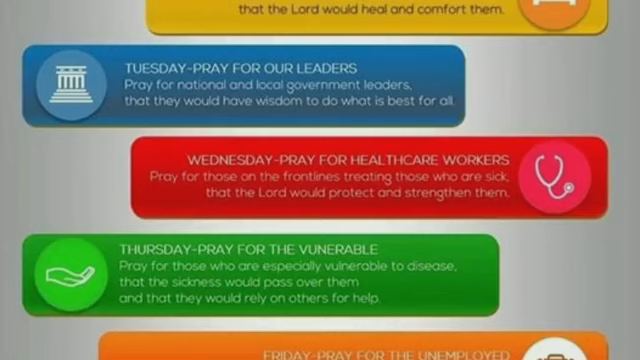 that the Lord would heal and comfort them.
TUESDAY-PRAY FOR OUR LEADERS
Pray for national and local government leaders,
that they would have wisdom to do what is best for all.
WEDNESDAY-PRAY FOR HEALTHCARE WORKERS
Pray for those on the frontlines treating those who are sick,
that the Lord would protect and strengthen them.
THURSDAY-PRAY FOR THE VUNERABLE
Pray for those who are especially vulnerable to disease,
that the sickness would pass over them
and that they would rely on others for help.
FRIDAY-PRAY FOR THE UNEMPLOYED